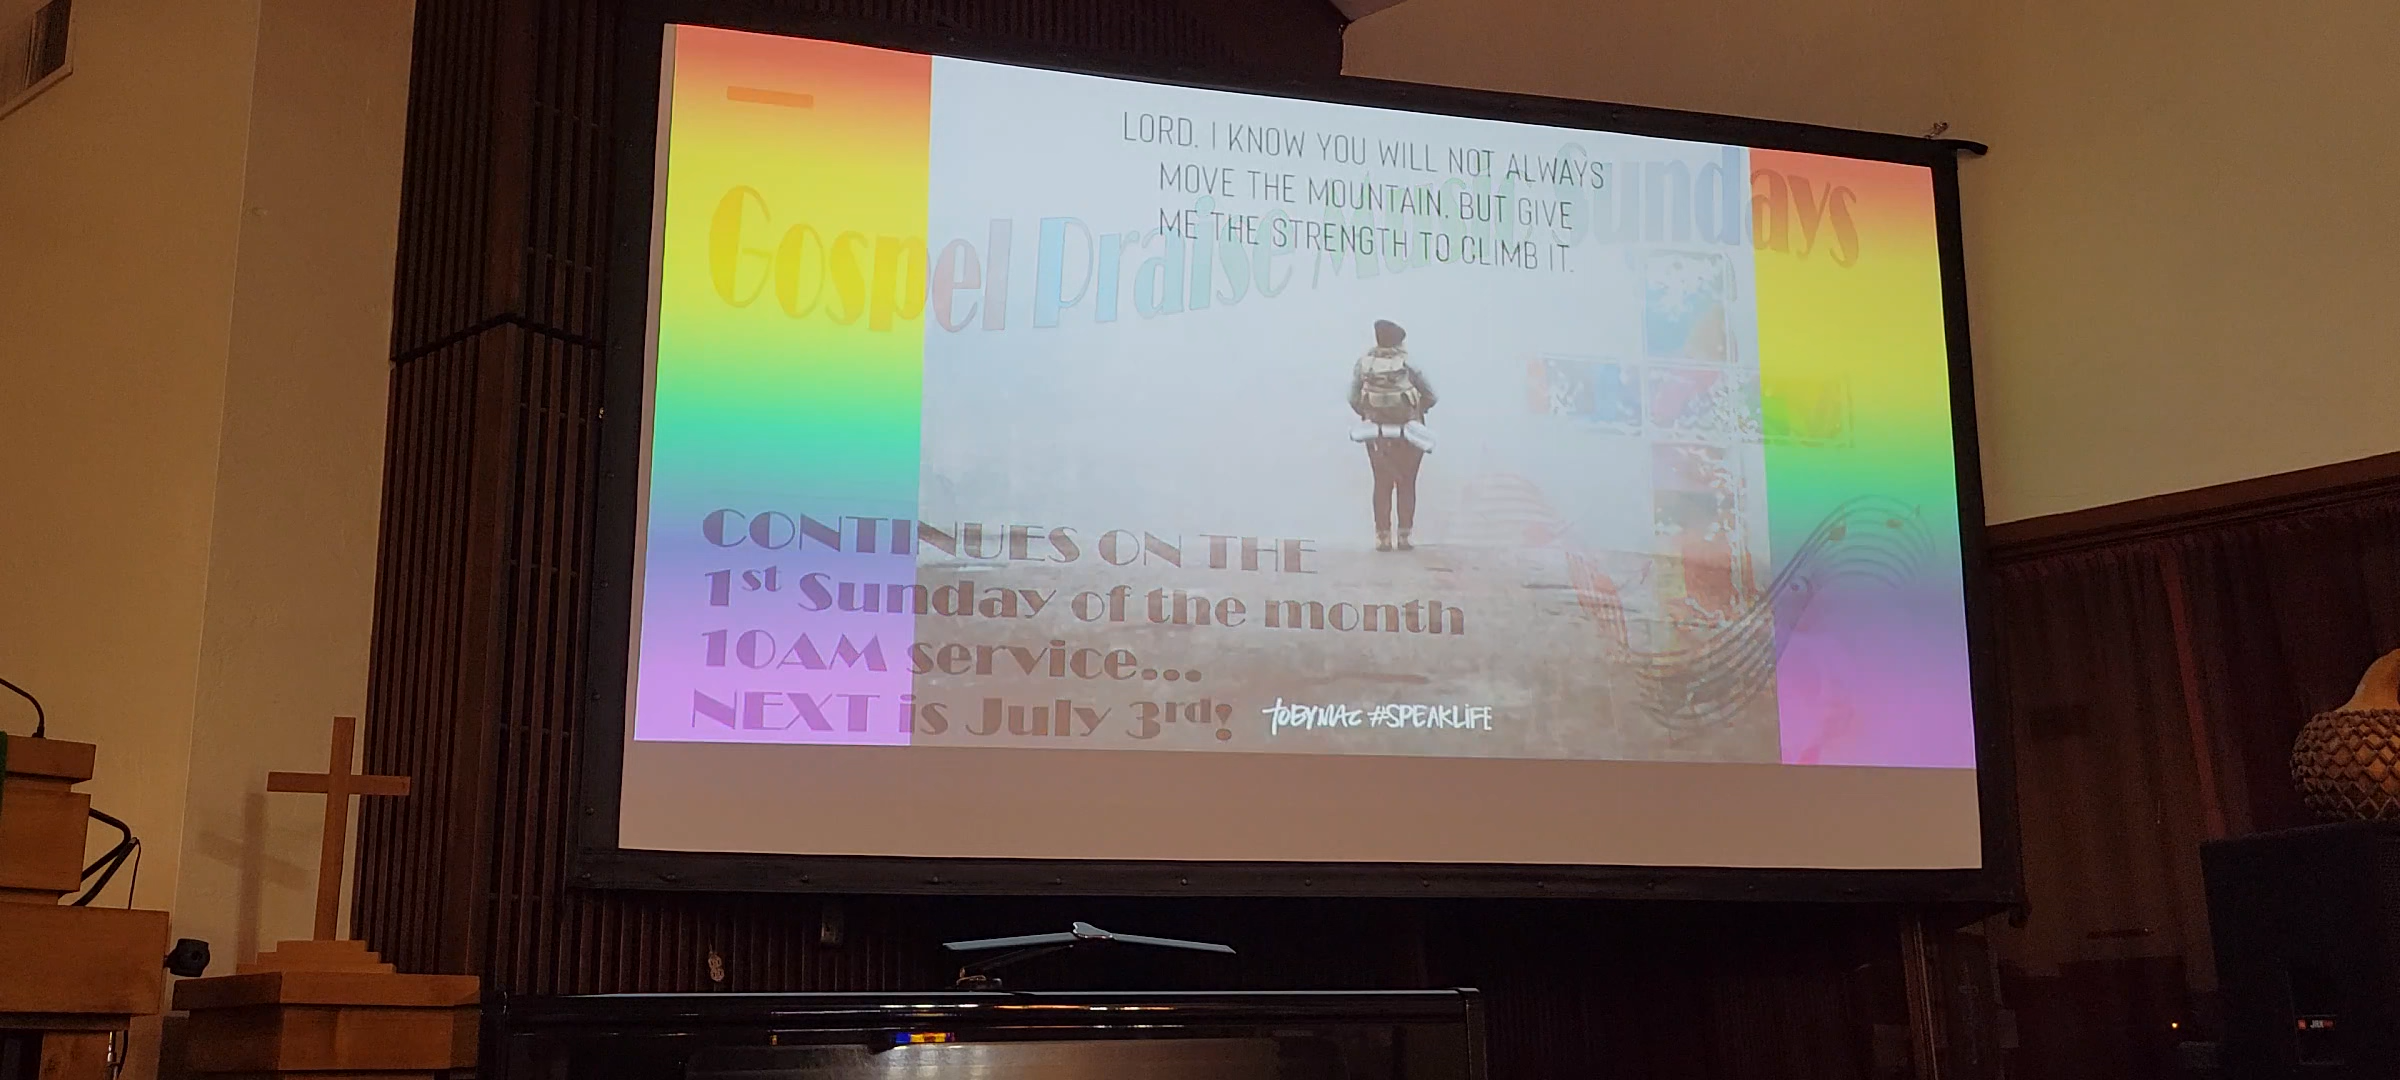 LORD, I KNOW YOU WILL NOT ALWAYS
MOVE THE MOUNTAIN, BUT GIVE
ME THE STRENGTH TO CLIMB IT.
Gospel Praise Music Sundays
CONTINUES ON THE
1st Sunday of the month
10AM service...
NEXT is July 3rd!
TOBYMAC #SPEAKLIFE